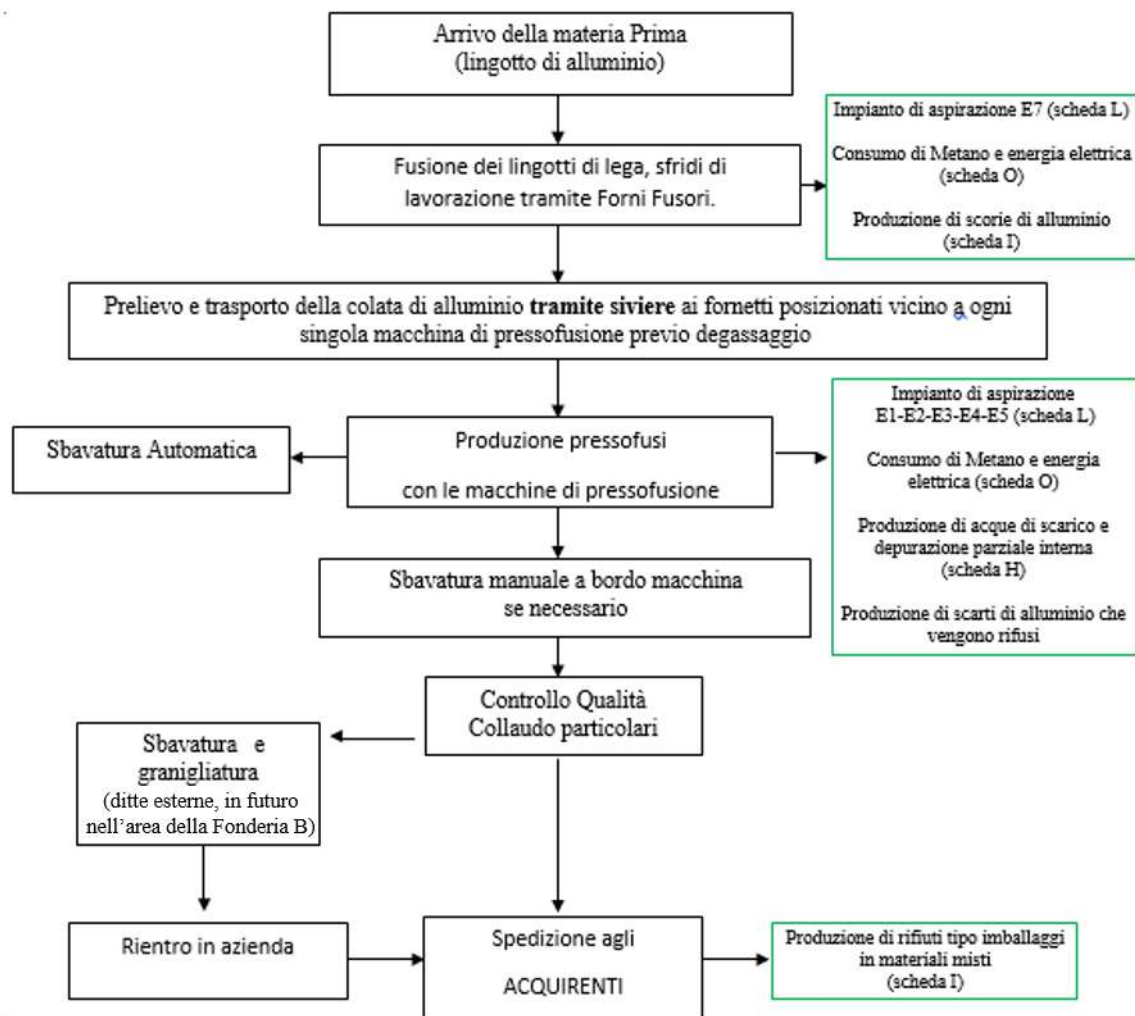 Arrivo della materia Prima
(lingotto di alluminio)
Impianto di aspirazione E7 (scheda L)
Consumo di Metano e energia elettrica
(scheda O)
Produzione di scorie di alluminio
(scheda I)
Fusione dei lingotti di lega, sfridi di
lavorazione tramite Forni Fusori.
Prelievo e trasporto della colata di alluminio tramite siviere ai fornetti posizionati vicino a ogni
singola macchina di pressofusione previo degassaggio
Impianto di aspirazione
E1-E2-E3-E4-E5 (scheda L)
Consumo di Metano e energia
elettrica (scheda O)
Produzione di acque di scarico e
depurazione parziale interna
(scheda H)
Produzione di scarti di alluminio che
vengono rifusi
Sbavatura Automatica
Produzione pressofusi
con le macchine di pressofusione
Sbavatura manuale a bordo macchina
se necessario
Controllo Qualità
Collaudo particolari
Sbavatura e
granigliatura
(ditte esterne, in futuro
nell'area della Fonderia B)
Rientro in azienda
Spedizione agli
ACQUIRENTI
Produzione di rifiuti tipo imballaggi
in materiali misti
(scheda I)